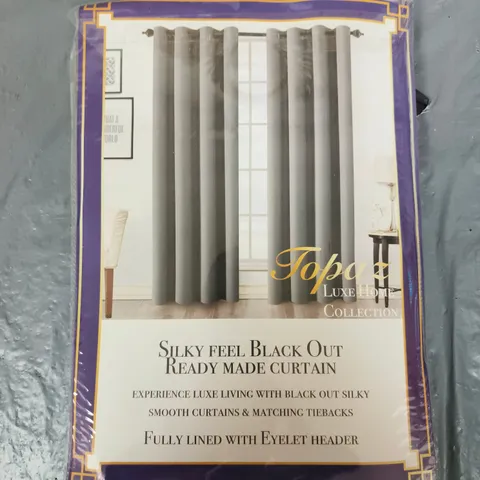 Topaz
Luxe Home
Collection
Silky feel Black Out
Ready made curtain
experience luxe living with black out silky
smooth curtains & matching tiebacks
Fully lined with Eyelet header